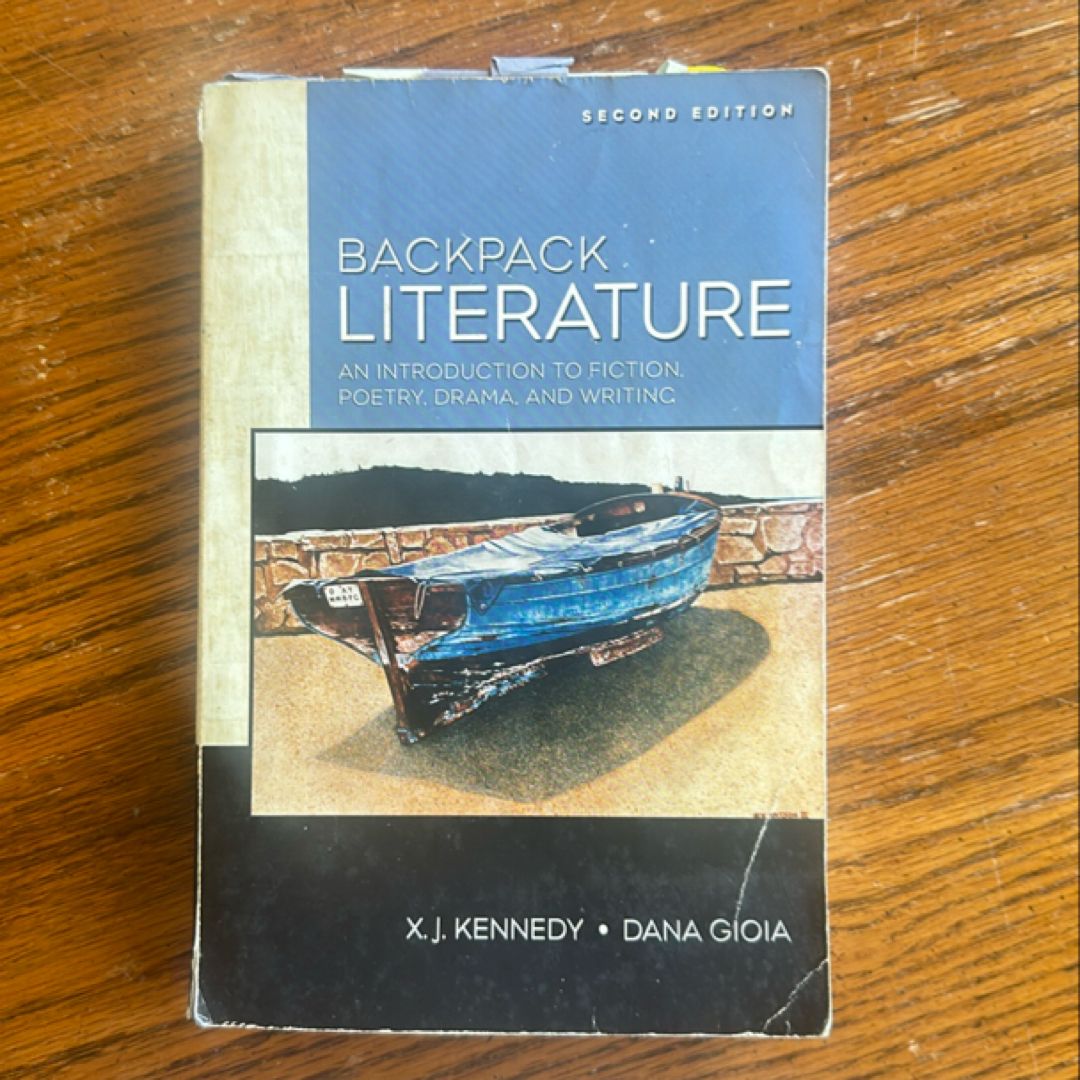 SECOND EDITION
BACKPACK
LITERATURE
AN INTRODUCTION TO FICTION,
POETRY, DRAMA, AND WRITING
X. J. KENNEDY • DANA GIOIA